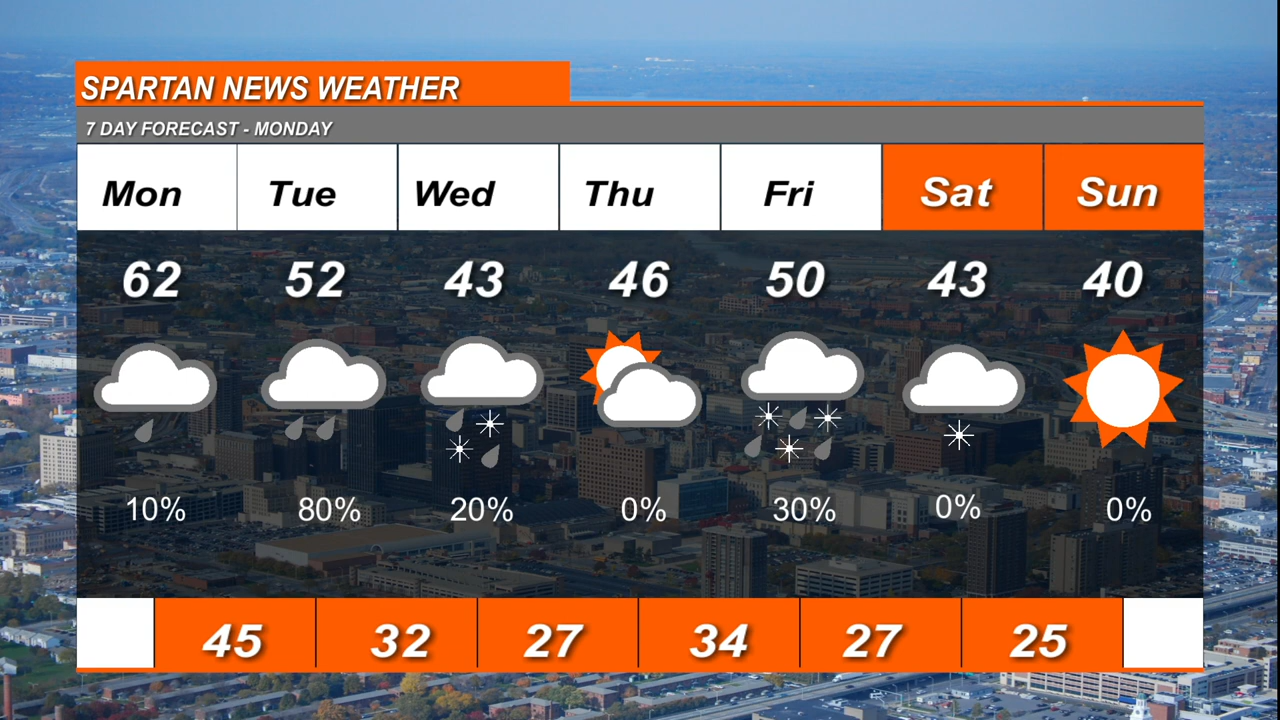 SPARTAN NEWS WEATHER
7 DAY FORECAST - MONDAY
Mon Tue Wed Thu Fri Sat Sun
62 52 43 46 50 43 40
10% 80% 20% 0% 30% 0% 0%
45 32 27 34 27 25